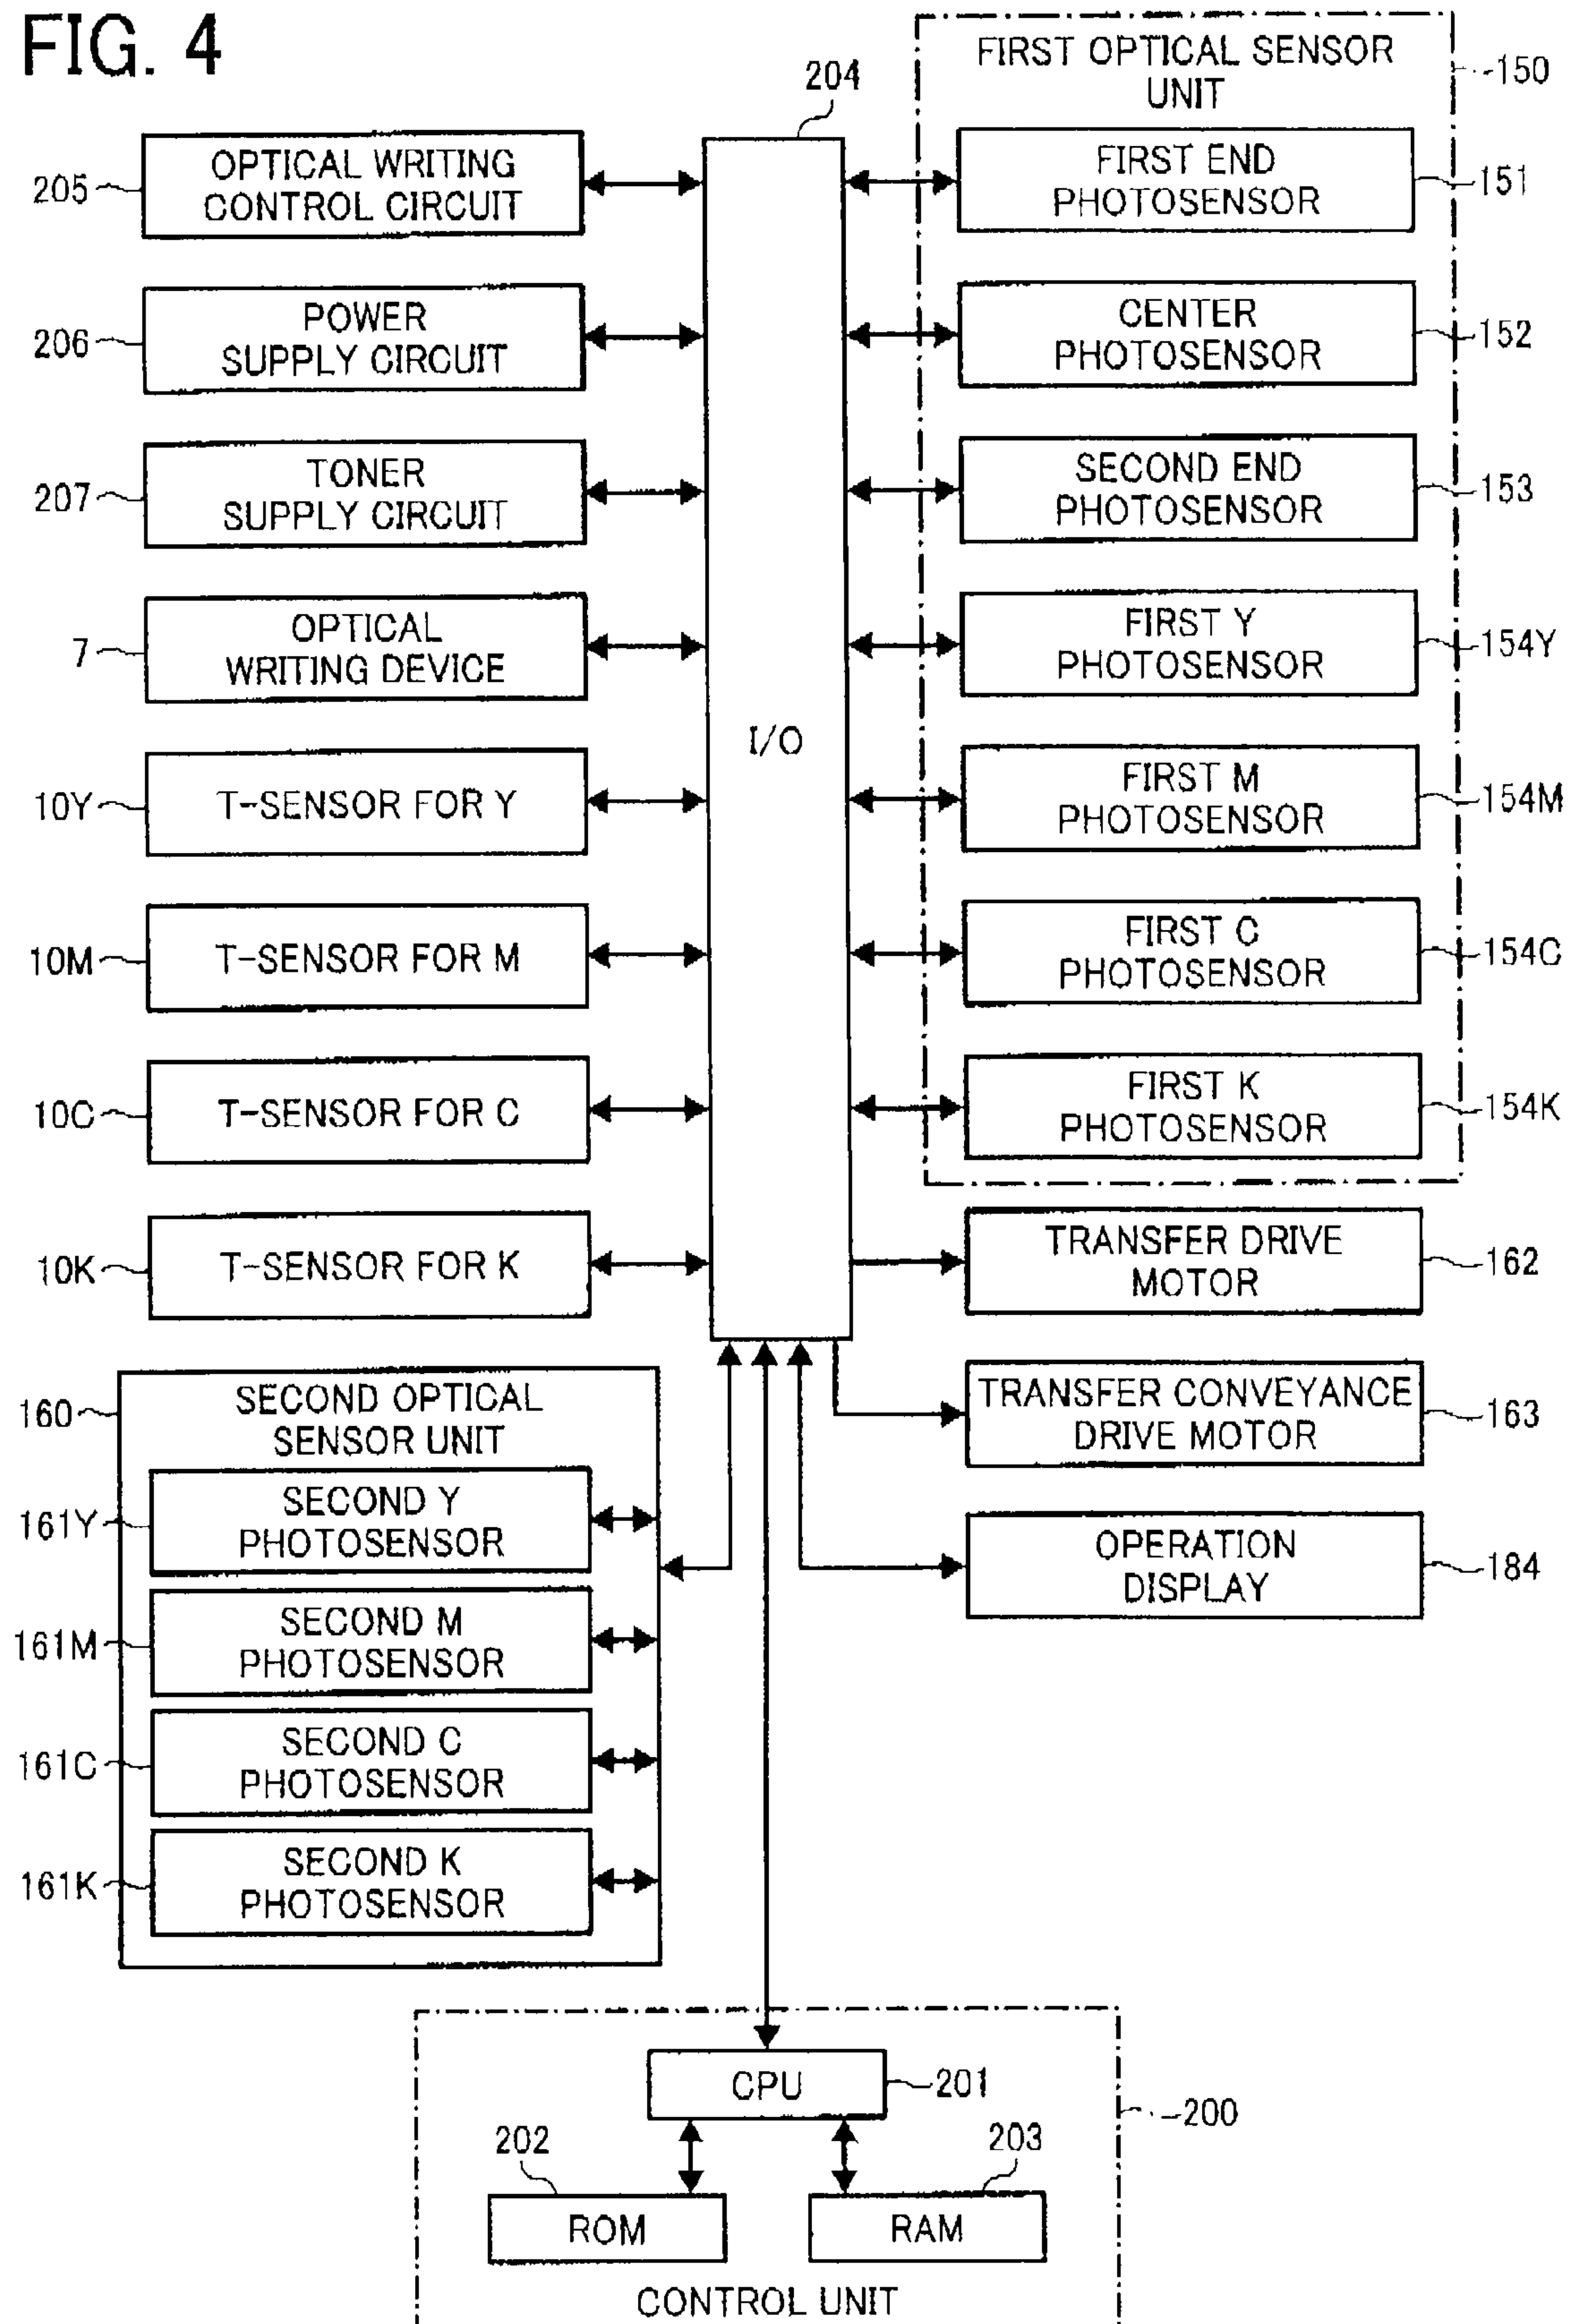 FIG. 4
204
FIRST OPTICAL SENSOR
UNIT
150
205
OPTICAL WRITING
CONTROL CIRCUIT
FIRST END
PHOTOSENSOR
151
206
POWER
SUPPLY CIRCUIT
CENTER
PHOTOSENSOR
152
207
TONER
SUPPLY CIRCUIT
SECOND END
PHOTOSENSOR
153
7
OPTICAL
WRITING DEVICE
FIRST Y
PHOTOSENSOR
154Y
I/O
10Y
T-SENSOR FOR Y
FIRST M
PHOTOSENSOR
154M
10M
T-SENSOR FOR M
FIRST C
PHOTOSENSOR
154C
10C
T-SENSOR FOR C
FIRST K
PHOTOSENSOR
154K
10K
T-SENSOR FOR K
TRANSFER DRIVE
MOTOR
162
160
SECOND OPTICAL
SENSOR UNIT
TRANSFER CONVEYANCE
DRIVE MOTOR
163
161Y
SECOND Y
PHOTOSENSOR
OPERATION
DISPLAY
184
161M
SECOND M
PHOTOSENSOR
161C
SECOND C
PHOTOSENSOR
161K
SECOND K
PHOTOSENSOR
CPU
201
200
202
203
ROM
RAM
CONTROL UNIT